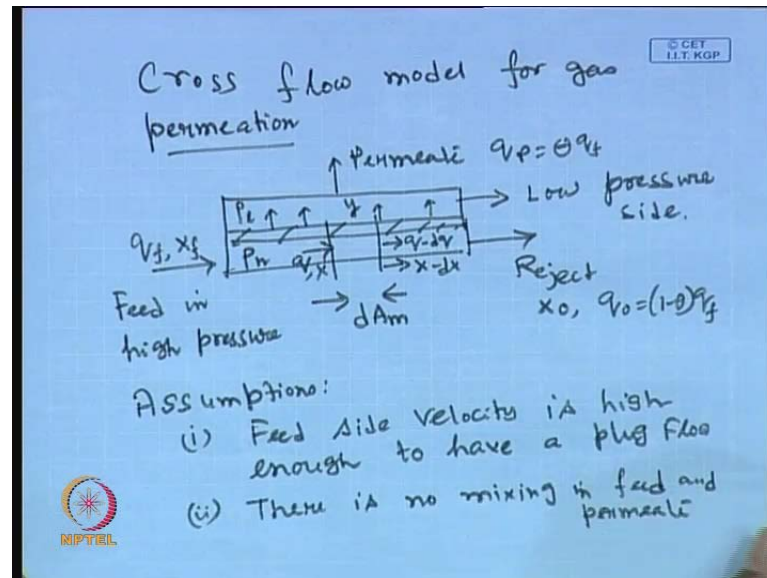 © CET
I.I.T. KGP
Cross flow model for gas
permeation
Permeate qp = θqf
Pl y
Low pressure
side.
qf, xf
Ph q, x q-dq
x-dx
Reject
x0, q0=(1-θ)qf
Feed in
high pressure
dAm
Assumptions:
(i) Feed side velocity is high
enough to have a plug flow
(ii) There is no mixing in feed and
permeate
NPTEL